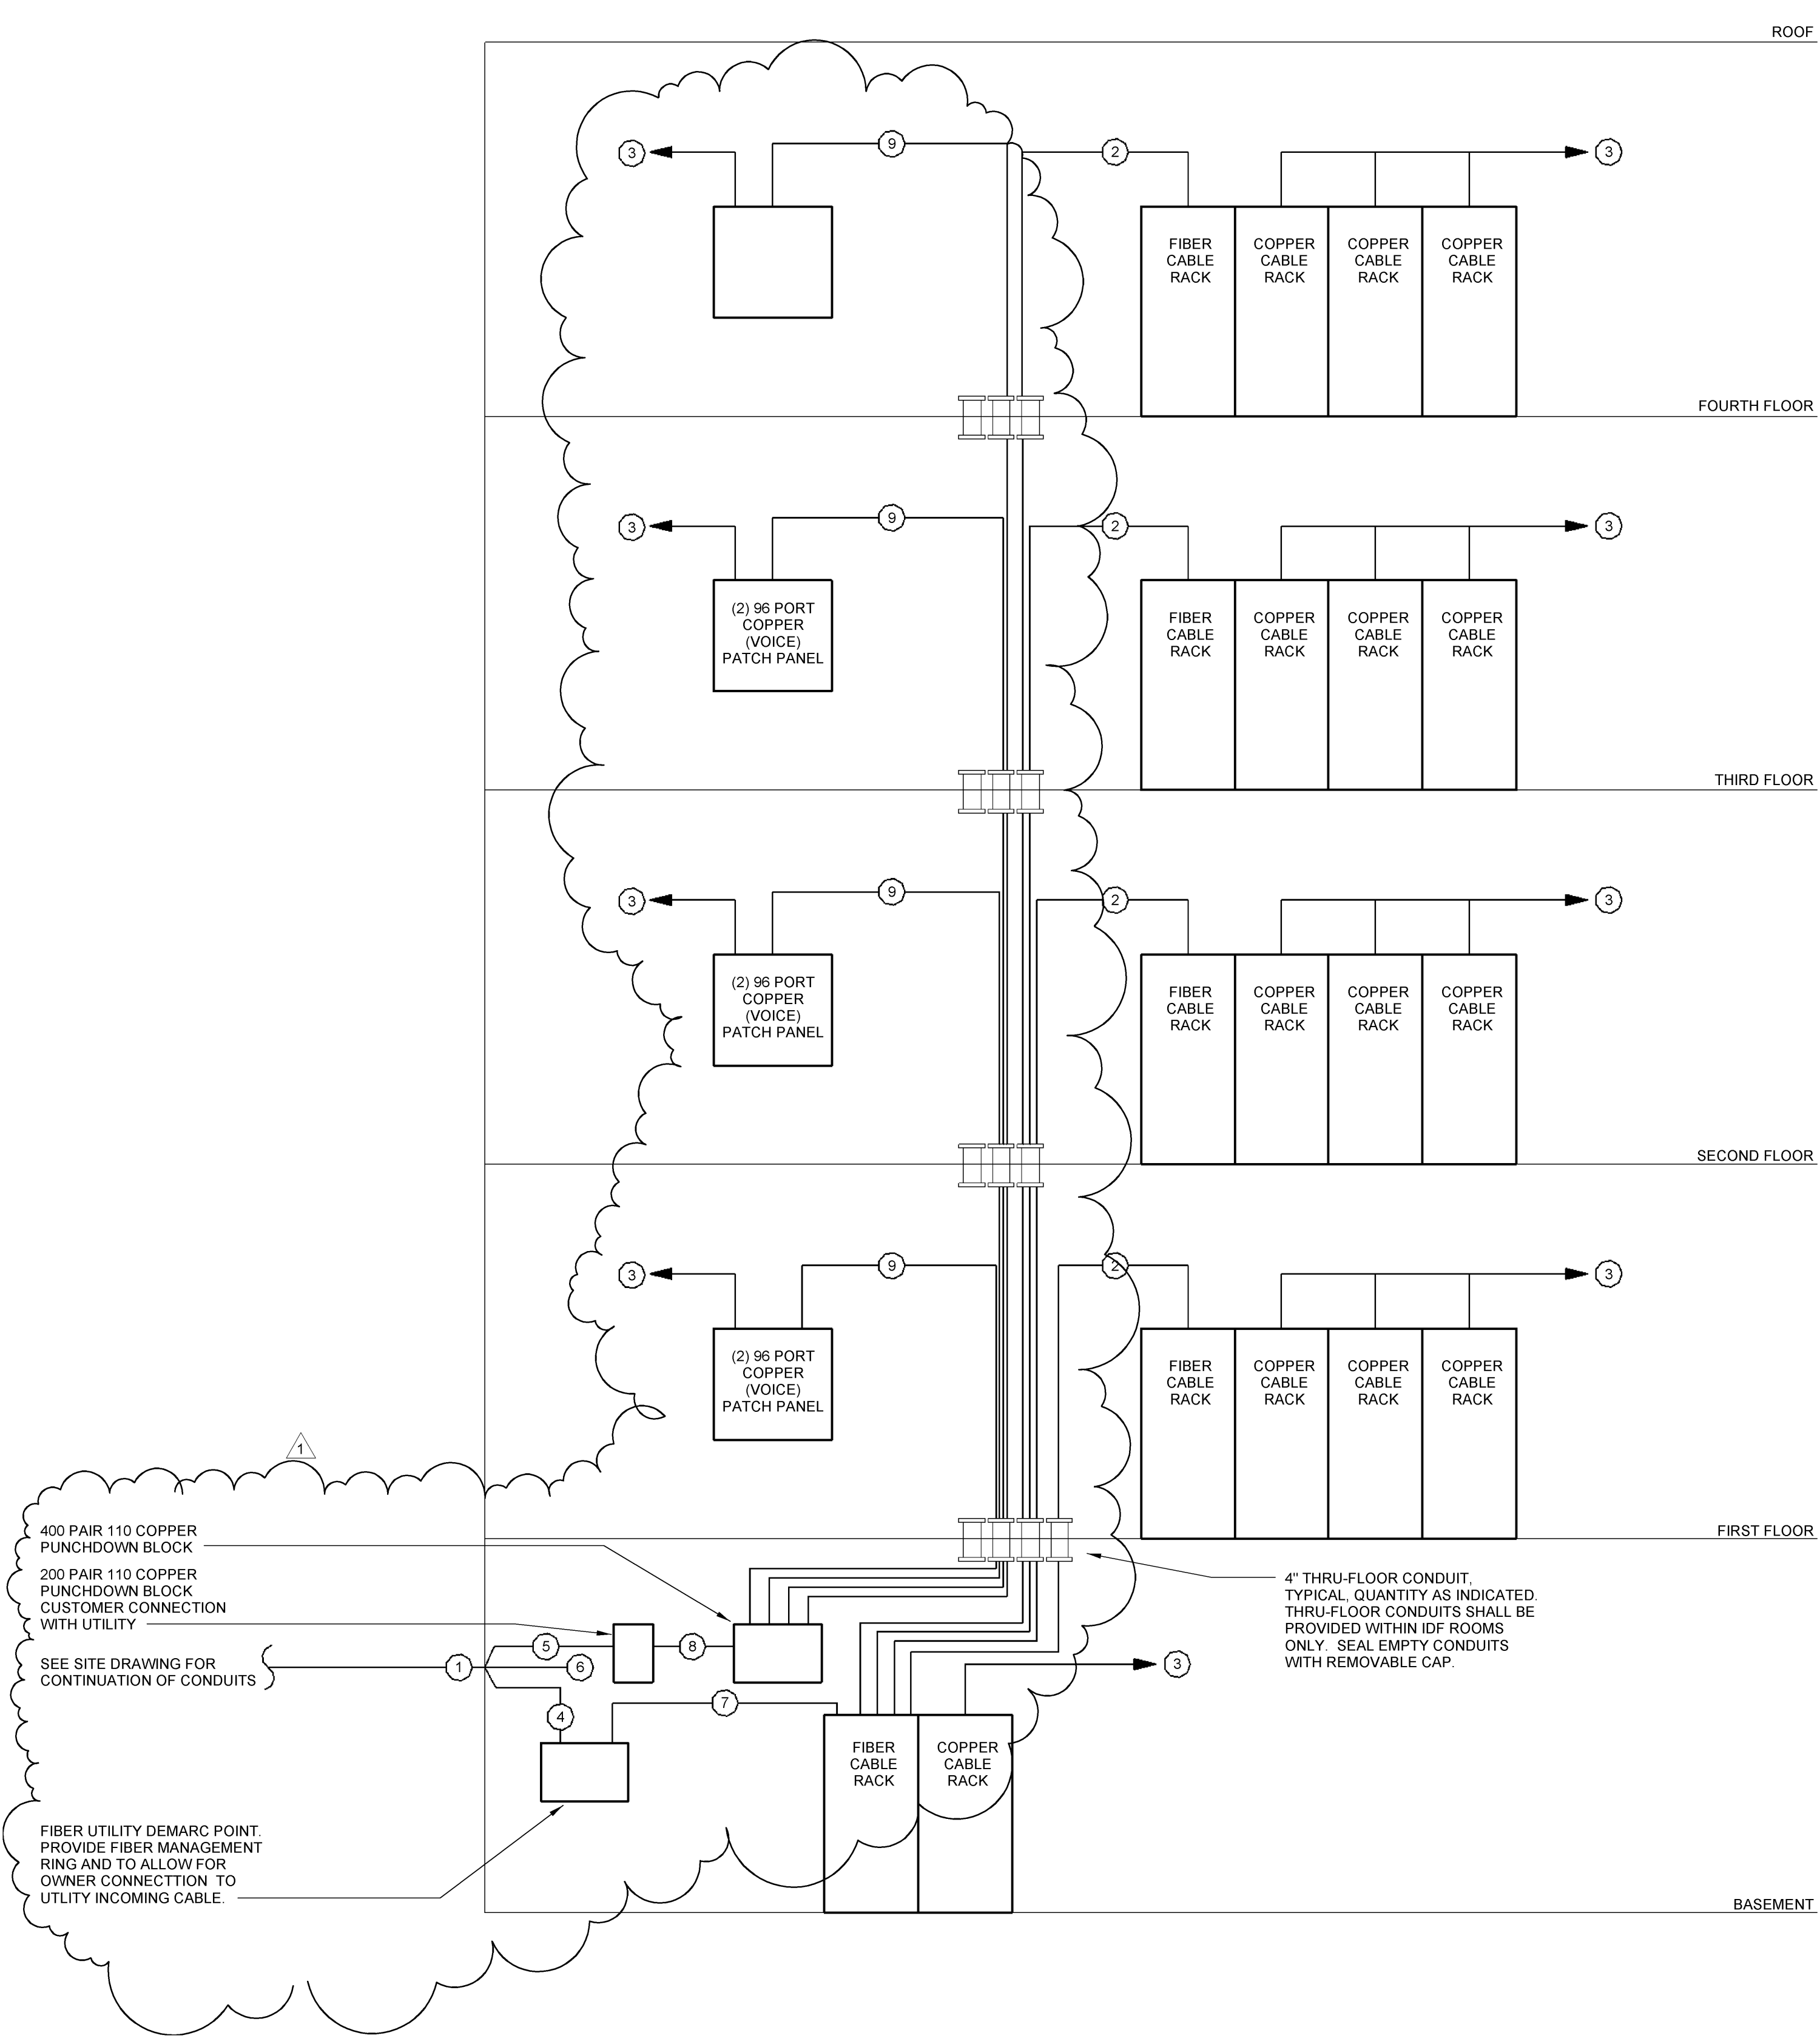 ROOF
3
9
2
3
FIBER
CABLE
RACK
COPPER
CABLE
RACK
COPPER
CABLE
RACK
COPPER
CABLE
RACK
FOURTH FLOOR
3
9
2
3
(2) 96 PORT
COPPER
(VOICE)
PATCH PANEL
FIBER
CABLE
RACK
COPPER
CABLE
RACK
COPPER
CABLE
RACK
COPPER
CABLE
RACK
THIRD FLOOR
3
9
2
3
(2) 96 PORT
COPPER
(VOICE)
PATCH PANEL
FIBER
CABLE
RACK
COPPER
CABLE
RACK
COPPER
CABLE
RACK
COPPER
CABLE
RACK
SECOND FLOOR
3
9
2
3
(2) 96 PORT
COPPER
(VOICE)
PATCH PANEL
FIBER
CABLE
RACK
COPPER
CABLE
RACK
COPPER
CABLE
RACK
COPPER
CABLE
RACK
1
FIRST FLOOR
400 PAIR 110 COPPER
PUNCHDOWN BLOCK
200 PAIR 110 COPPER
PUNCHDOWN BLOCK
CUSTOMER CONNECTION
WITH UTILITY
SEE SITE DRAWING FOR
CONTINUATION OF CONDUITS
1
5
6
4
8
7
3
4" THRU-FLOOR CONDUIT,
TYPICAL, QUANTITY AS INDICATED.
THRU-FLOOR CONDUITS SHALL BE
PROVIDED WITHIN IDF ROOMS
ONLY. SEAL EMPTY CONDUITS
WITH REMOVABLE CAP.
FIBER
CABLE
RACK
COPPER
CABLE
RACK
FIBER UTILITY DEMARC POINT.
PROVIDE FIBER MANAGEMENT
RING AND TO ALLOW FOR
OWNER CONNECTTION TO
UTLITY INCOMING CABLE.
BASEMENT